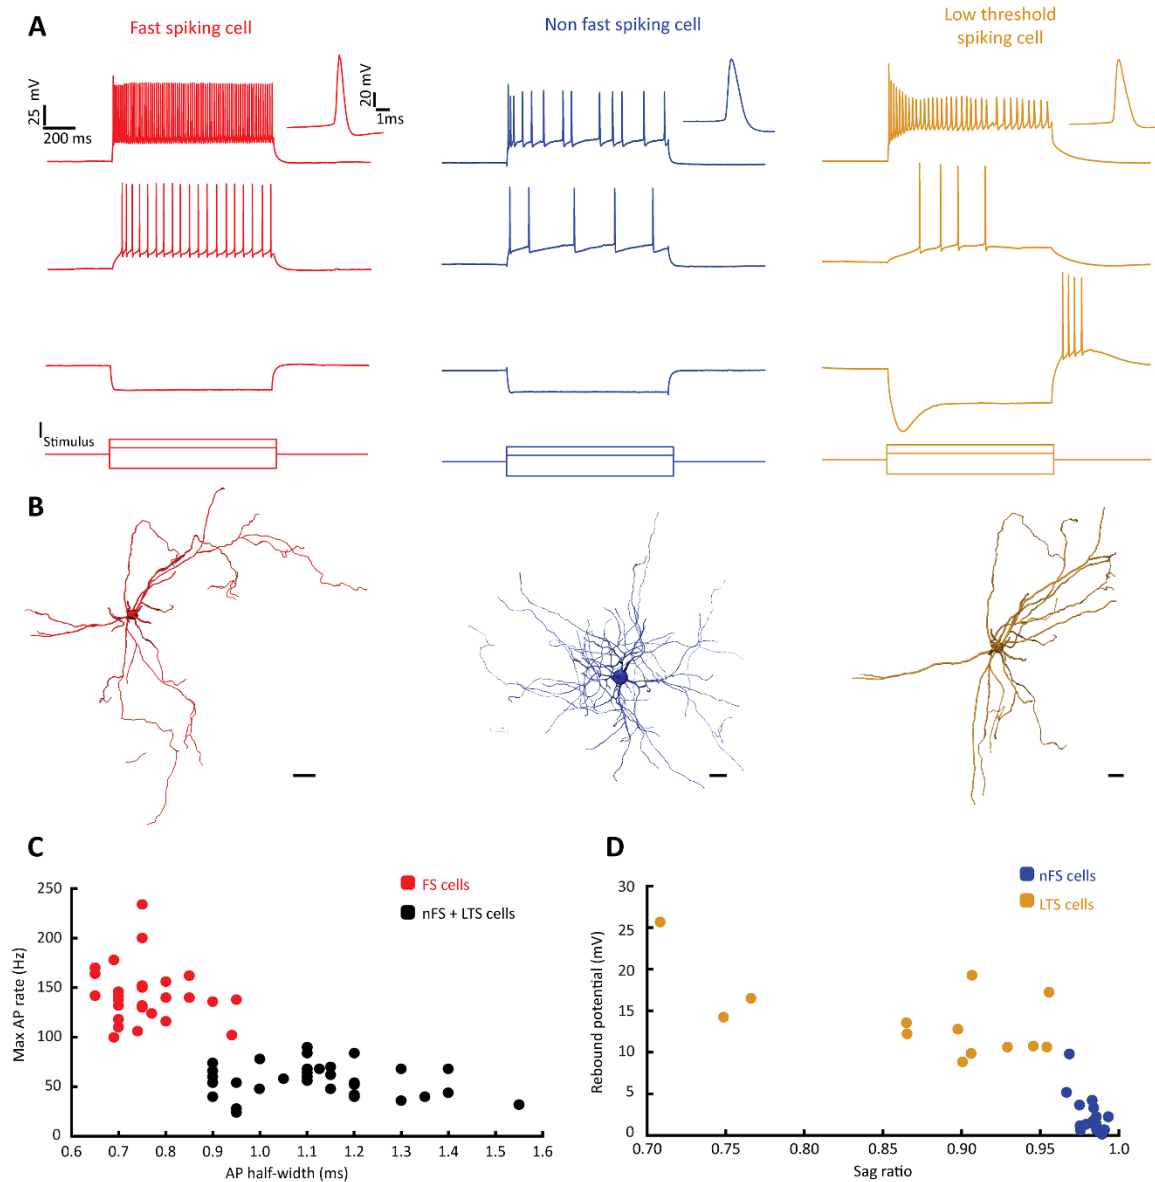 A
Fast spiking cell
Non fast spiking cell
Low threshold
spiking cell
25 mV
200 ms
20 mV
1ms
I Stimulus
B
C
FS cells
nFS + LTS cells
Max AP rate (Hz)
250
200
150
100
50
0
0.6 0.7 0.8 0.9 1.0 1.1 1.2 1.3 1.4 1.5 1.6
AP half-width (ms)
D
nFS cells
LTS cells
Rebound potential (mV)
30
25
20
15
10
5
0
0.70 0.75 0.80 0.85 0.90 0.95 1.0
Sag ratio